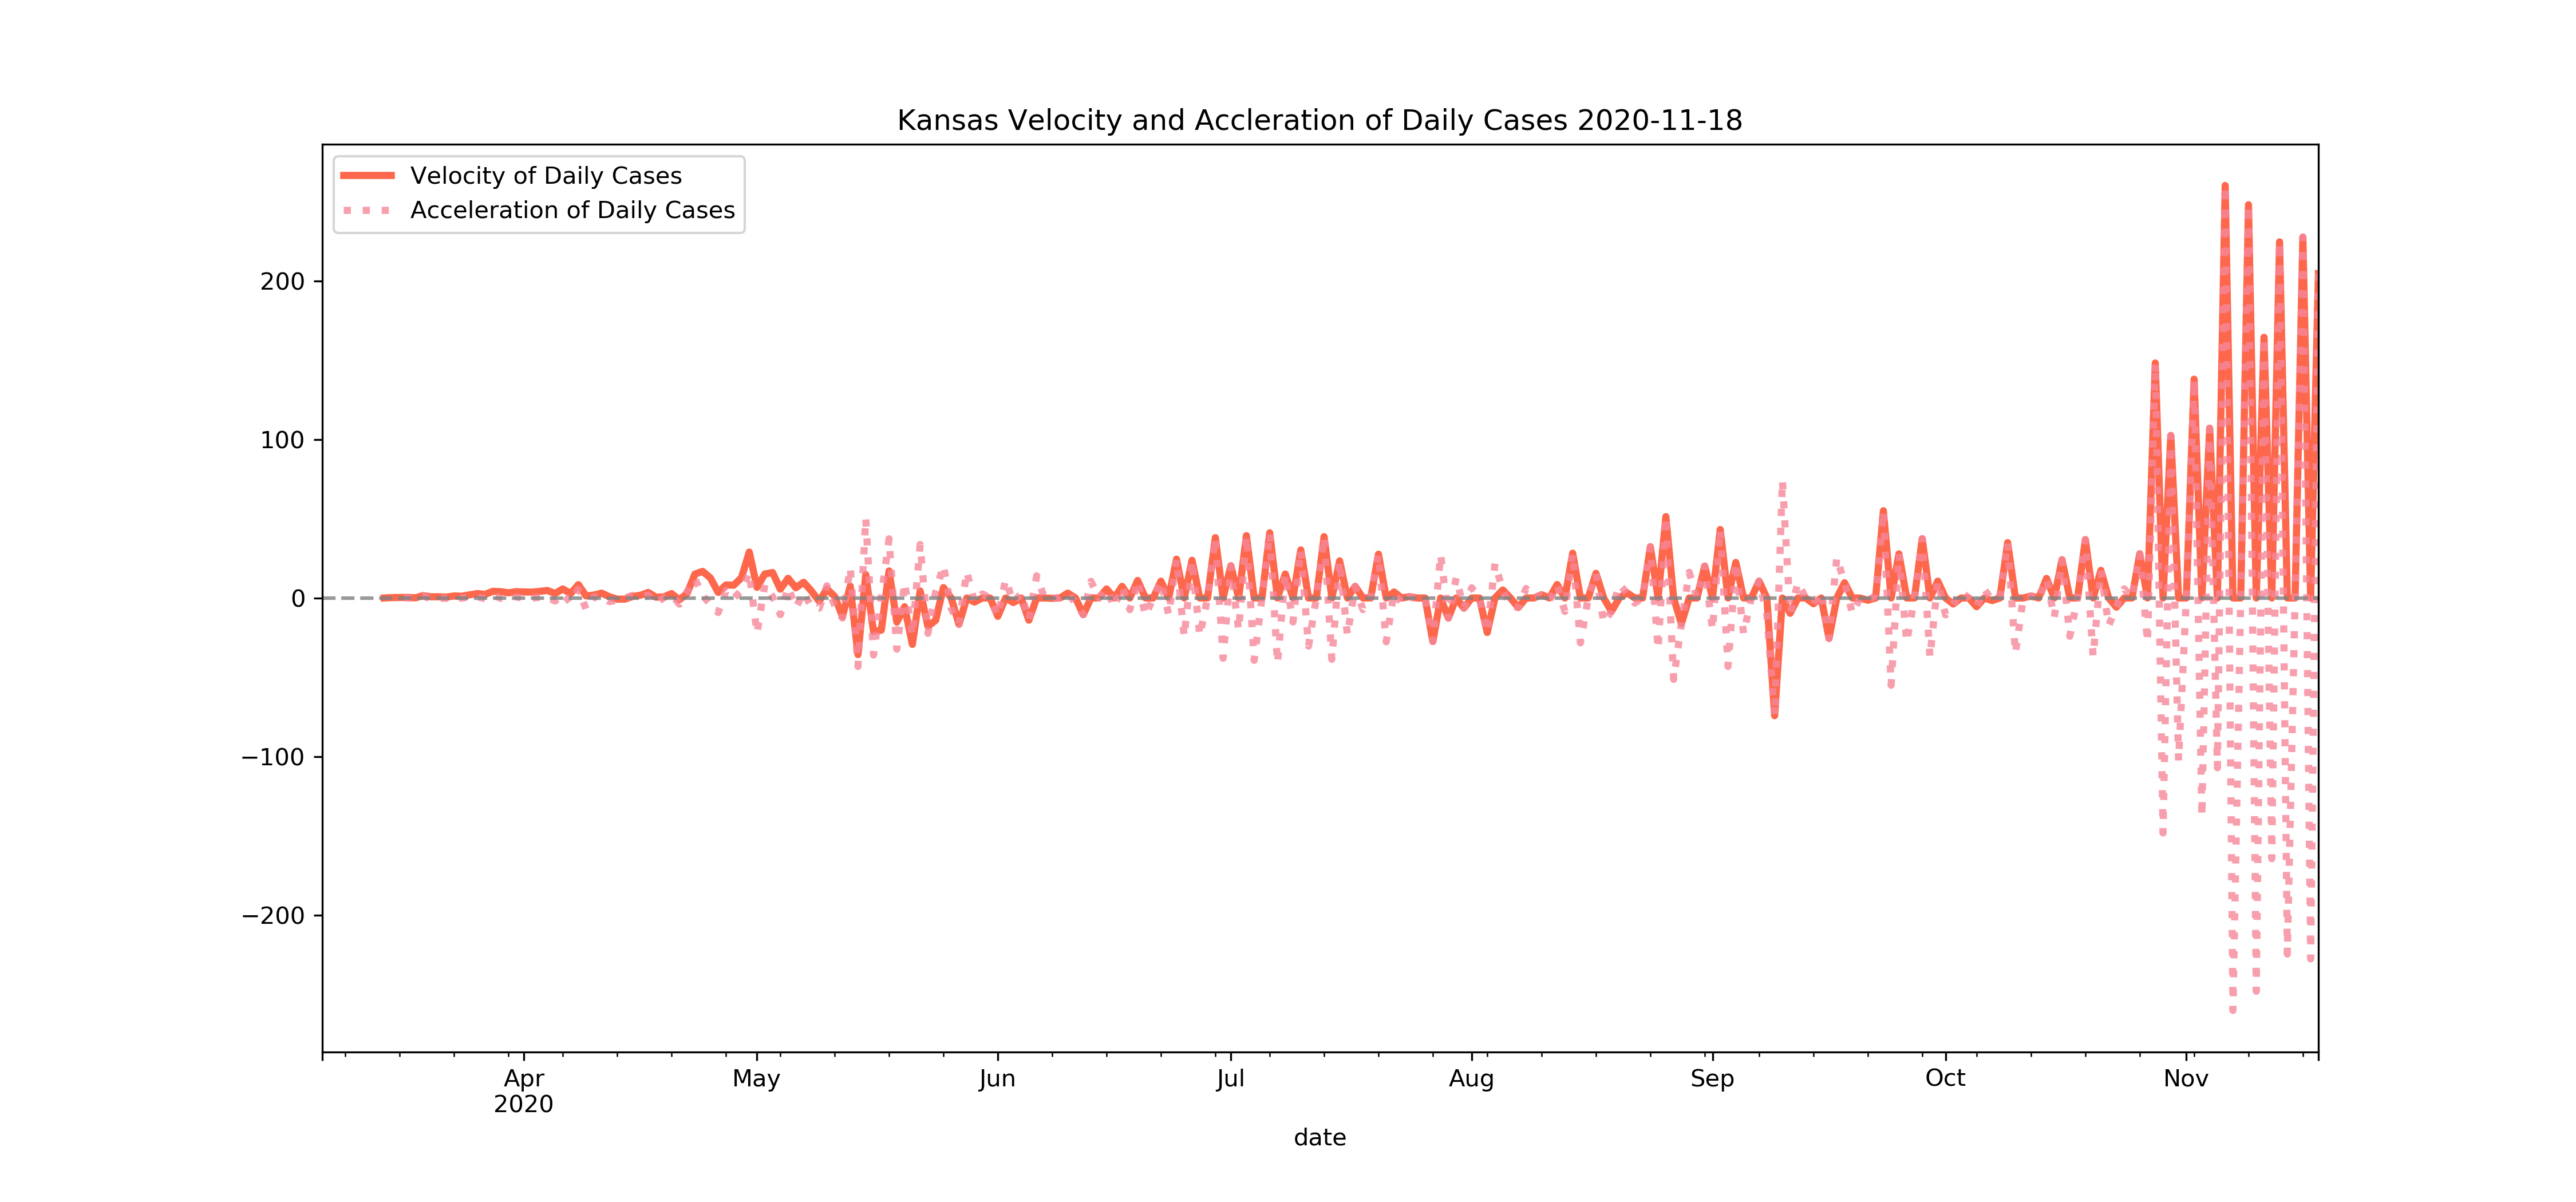 Kansas Velocity and Accleration of Daily Cases 2020-11-18
Velocity of Daily Cases
Acceleration of Daily Cases
200
100
0
−100
−200
Apr
2020
May
Jun
Jul
Aug
Sep
Oct
Nov
date